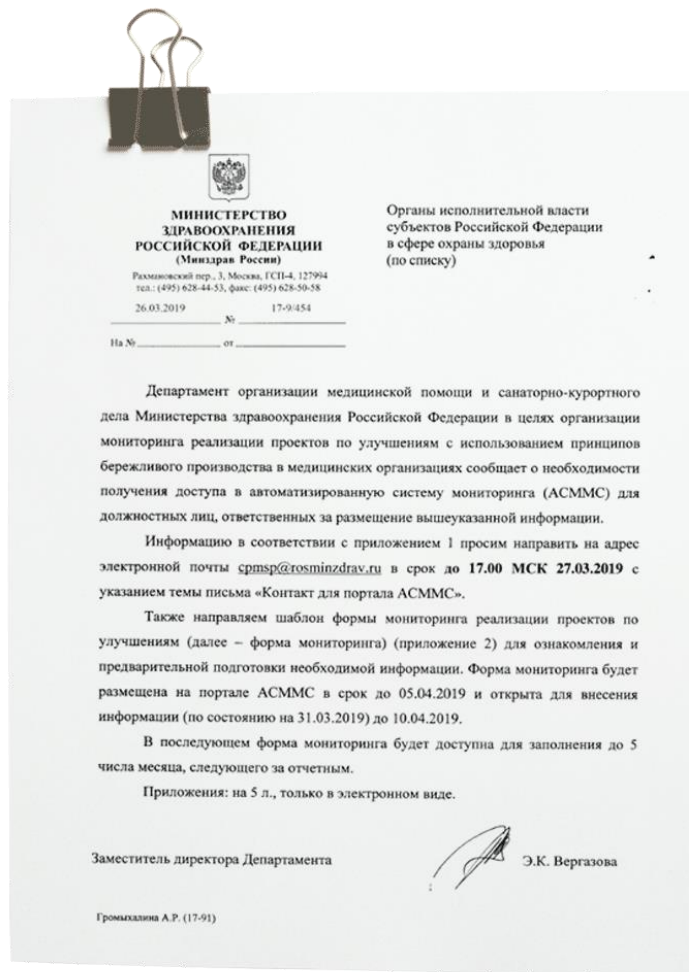 МИНИСТЕРСТВО
ЗДРАВООХРАНЕНИЯ
РОССИЙСКОЙ ФЕДЕРАЦИИ
(Минздрав России)
Рахмановский пер., 3, Москва, ГСП-4, 127994
тел.: (495) 628-44-53, факс: (495) 628-50-58
26.03.2019 № 17-9/454
На № от
Органы исполнительной власти
субъектов Российской Федерации
в сфере охраны здоровья
(по списку)
Департамент организации медицинской помощи и санаторно-курортного
дела Министерства здравоохранения Российской Федерации в целях организации
мониторинга реализации проектов по улучшениям с использованием принципов
бережливого производства в медицинских организациях сообщает о необходимости
получения доступа в автоматизированную систему мониторинга (АСММС) для
должностных лиц, ответственных за размещение вышеуказанной информации.
Информацию в соответствии с приложением 1 просим направить на адрес
электронной почты cpmsp@rosminzdrav.ru в срок до 17.00 МСК 27.03.2019 с
указанием темы письма «Контакт для портала АСММС».
Также направляем шаблон формы мониторинга реализации проектов по
улучшениям (далее – форма мониторинга) (приложение 2) для ознакомления и
предварительной подготовки необходимой информации. Форма мониторинга будет
размещена на портале АСММС в срок до 05.04.2019 и открыта для внесения
информации (по состоянию на 31.03.2019) до 10.04.2019.
В последующем форма мониторинга будет доступна для заполнения до 5
числа месяца, следующего за отчетным.
Приложения: на 5 л., только в электронном виде.
Заместитель директора Департамента Э.К. Вергазова
Громыхалина А.Р. (17-91)